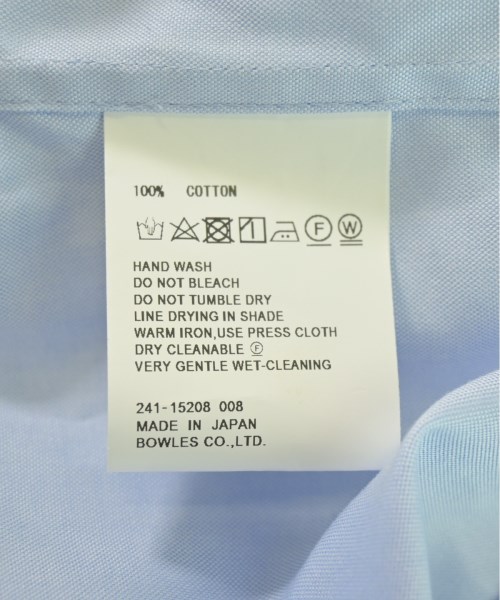 100% COTTON
F W
HAND WASH
DO NOT BLEACH
DO NOT TUMBLE DRY
LINE DRYING IN SHADE
WARM IRON,USE PRESS CLOTH
DRY CLEANABLE Ⓕ
VERY GENTLE WET-CLEANING
241-15208 008
MADE IN JAPAN
BOWLES CO.,LTD.